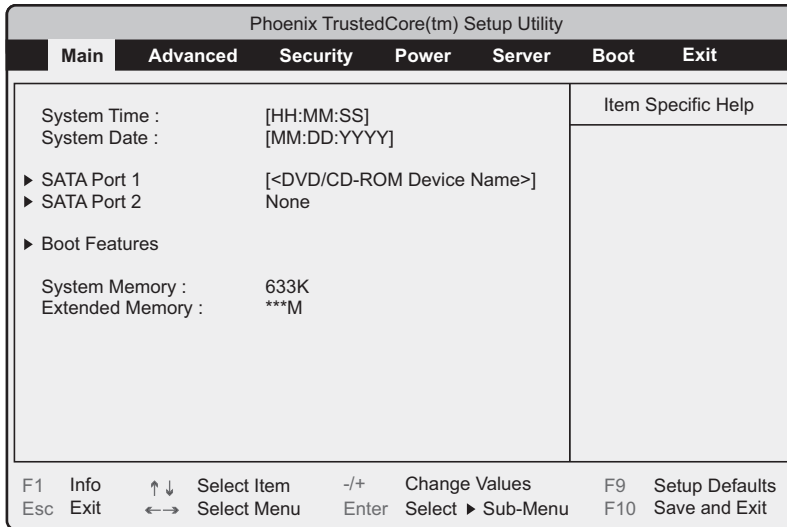 Phoenix TrustedCore(tm) Setup Utility
Main Advanced Security Power Server Boot Exit
Item Specific Help
System Time : [HH:MM:SS]
System Date : [MM:DD:YYYY]
▶ SATA Port 1 [<DVD/CD-ROM Device Name>]
▶ SATA Port 2 None
▶ Boot Features
System Memory : 633K
Extended Memory : ***M
F1 Info ↑↓ Select Item -/+ Change Values F9 Setup Defaults
Esc Exit ←→ Select Menu Enter Select ▶ Sub-Menu F10 Save and Exit